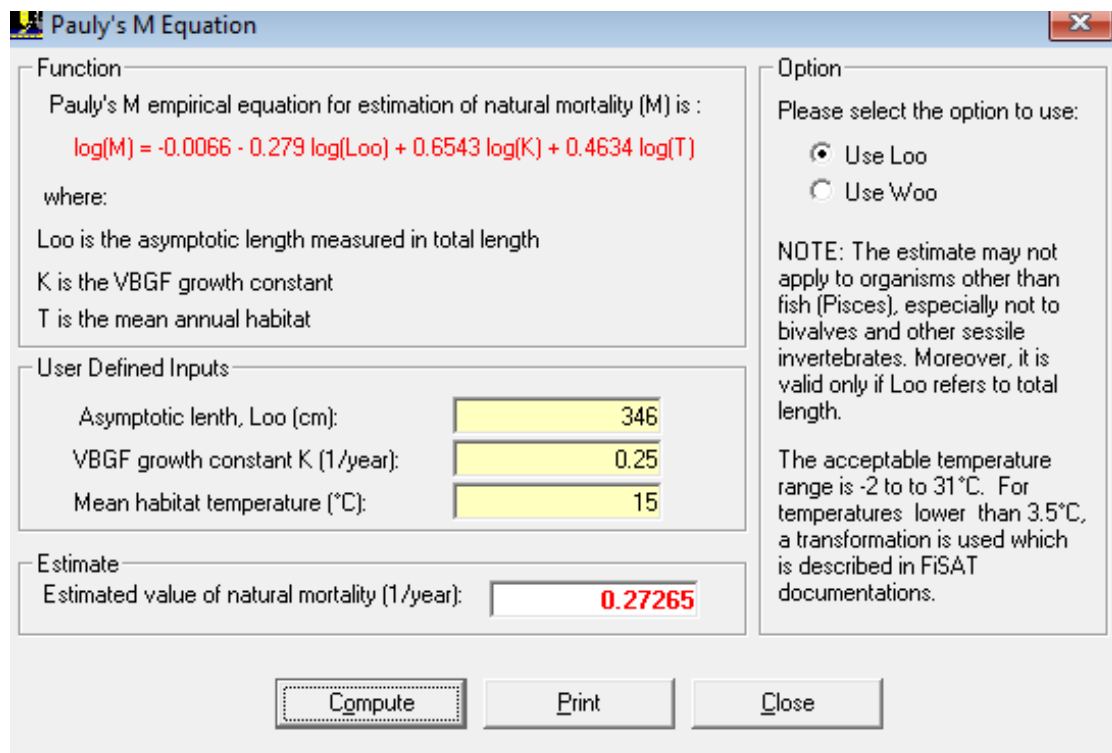 Pauly's M Equation
Function
Pauly's M empirical equation for estimation of natural mortality (M) is :
log(M) = -0.0066 - 0.279 log(Loo) + 0.6543 log(K) + 0.4634 log(T)
where:
Loo is the asymptotic length measured in total length
K is the VBGF growth constant
T is the mean annual habitat
User Defined Inputs
Asymptotic lenth, Loo (cm): 346
VBGF growth constant K (1/year): 0.25
Mean habitat temperature (°C): 15
Estimate
Estimated value of natural mortality (1/year): 0.27265
Option
Please select the option to use:
Use Loo
Use Woo
NOTE: The estimate may not
apply to organisms other than
fish (Pisces), especially not to
bivalves and other sessile
invertebrates. Moreover, it is
valid only if Loo refers to total
length.
The acceptable temperature
range is -2 to to 31°C. For
temperatures lower than 3.5°C,
a transformation is used which
is described in FiSAT
documentations.
Compute
Print
Close